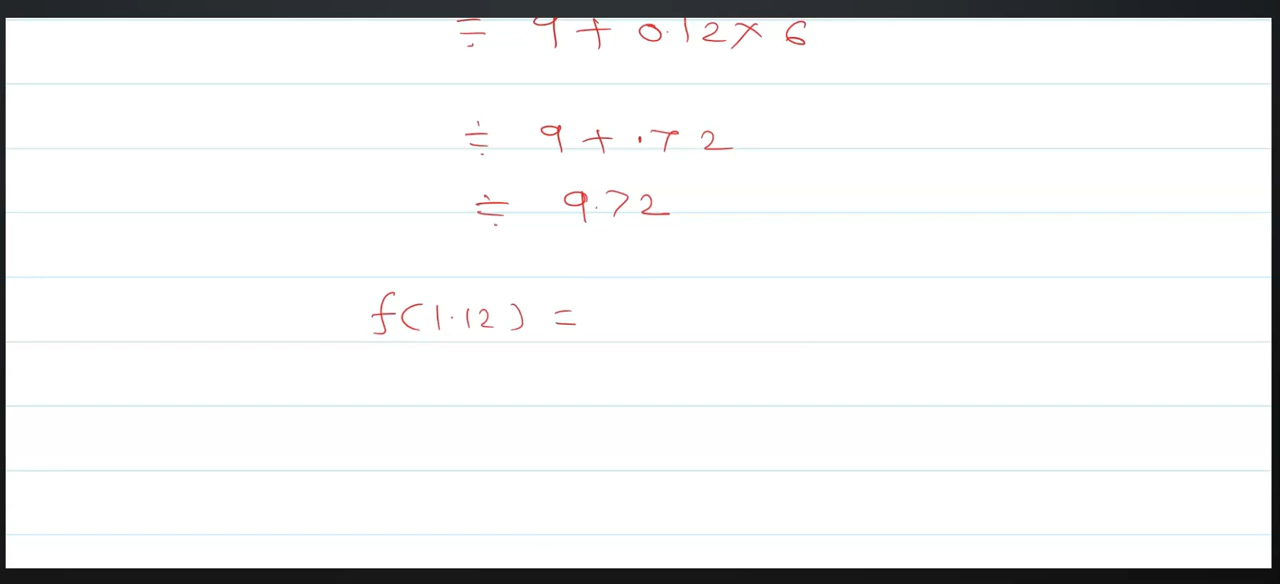 ≑ 9 + 0.12 × 6
≑ 9 + .72
≑ 9.72
f(1.12) =